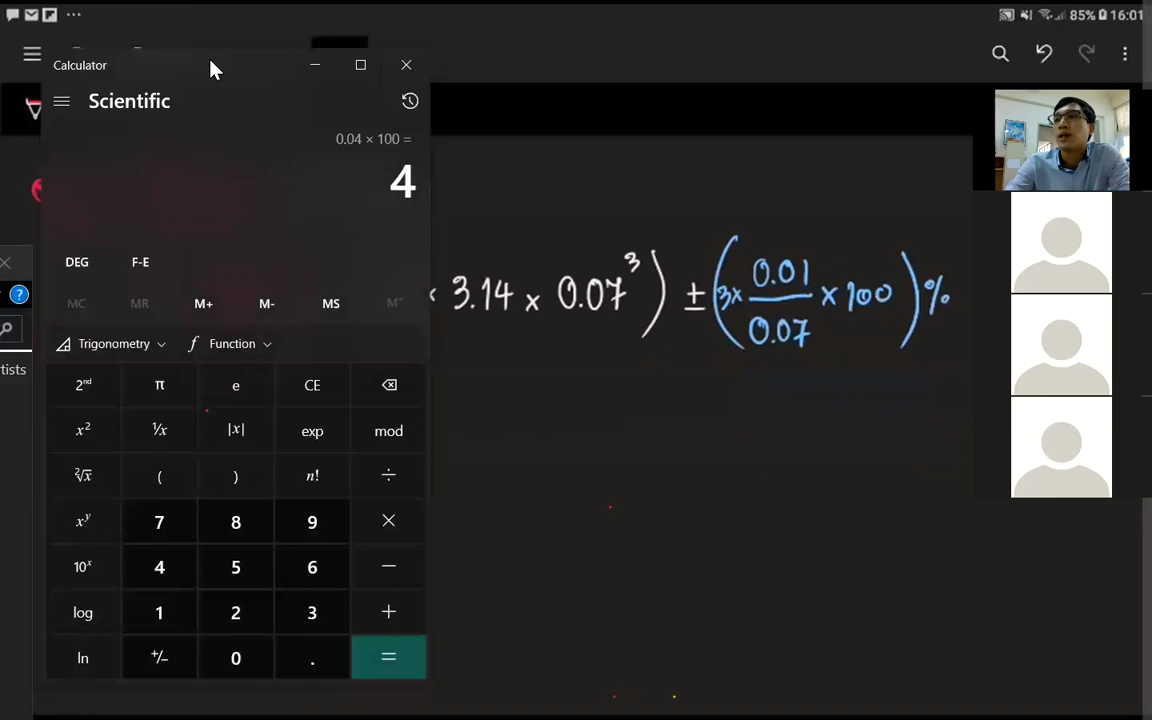 85% 16:01
Calculator
Scientific
0.04 × 100 =
4
× 3.14 x 0.07³ ) ± ( 3x 0.01 / 0.07 x 100 ) %
DEG F-E
MC MR M+ M- MS
Trigonometry Function
tists
2nd π e CE
x² ¹/x |x| exp mod
²√x ( ) n! ÷
xʸ 7 8 9 ×
10ˣ 4 5 6 −
log 1 2 3 +
ln +/− 0 . =